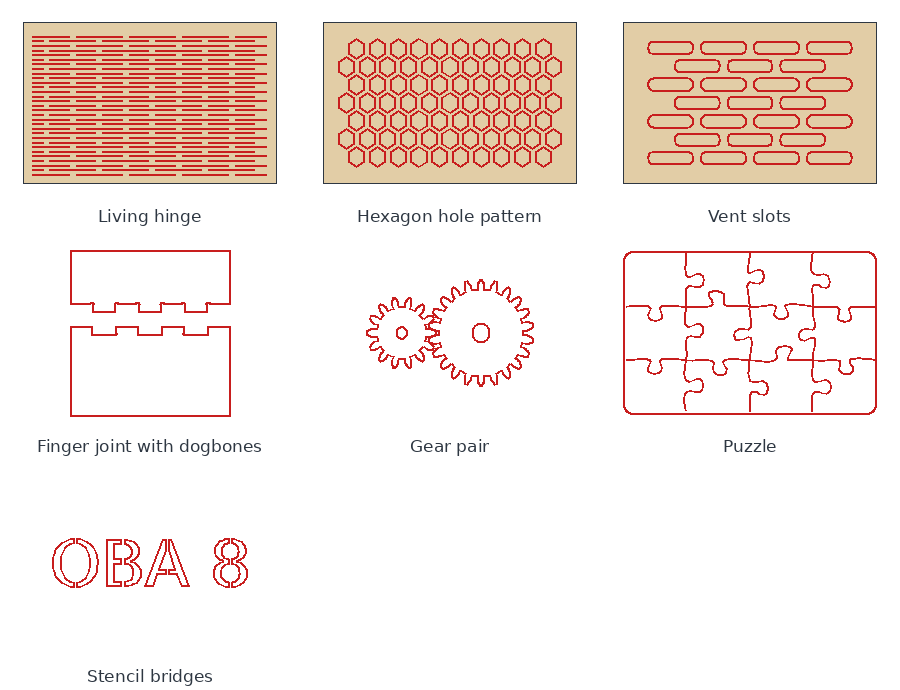 Living hinge
Hexagon hole pattern
Vent slots
Finger joint with dogbones
Gear pair
Puzzle
OBA 8
Stencil bridges